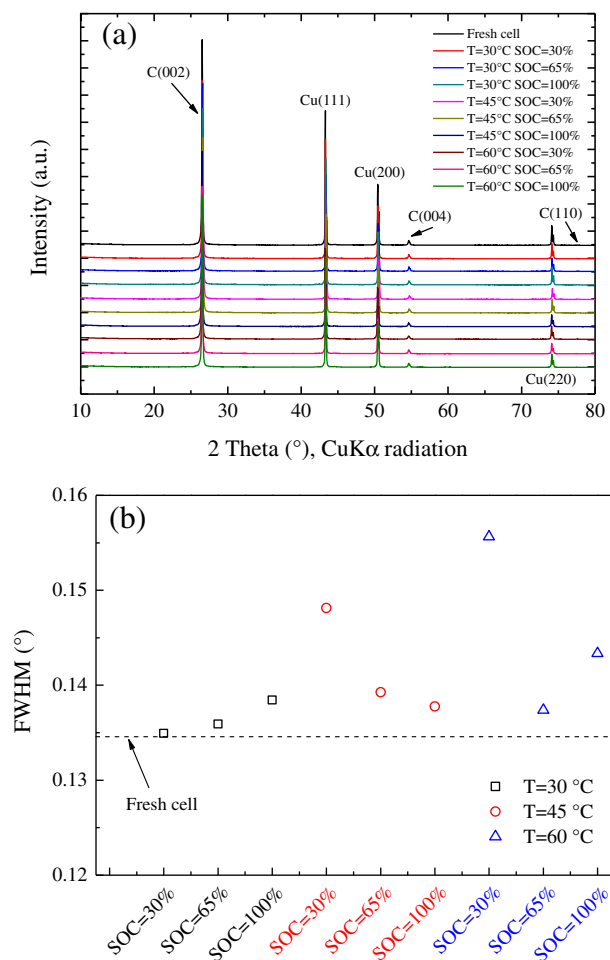 (a)
Fresh cell
T=30°C SOC=30%
T=30°C SOC=65%
T=30°C SOC=100%
T=45°C SOC=30%
T=45°C SOC=65%
T=45°C SOC=100%
T=60°C SOC=30%
T=60°C SOC=65%
T=60°C SOC=100%
C(002)
Cu(111)
Cu(200)
C(004)
C(110)
Cu(220)
Intensity (a.u.)
10 20 30 40 50 60 70 80
2 Theta (°), CuKα radiation
(b)
0.16
0.15
0.14
0.13
0.12
FWHM (°)
Fresh cell
T=30 °C
T=45 °C
T=60 °C
SOC=30%
SOC=65%
SOC=100%
SOC=30%
SOC=65%
SOC=100%
SOC=30%
SOC=65%
SOC=100%